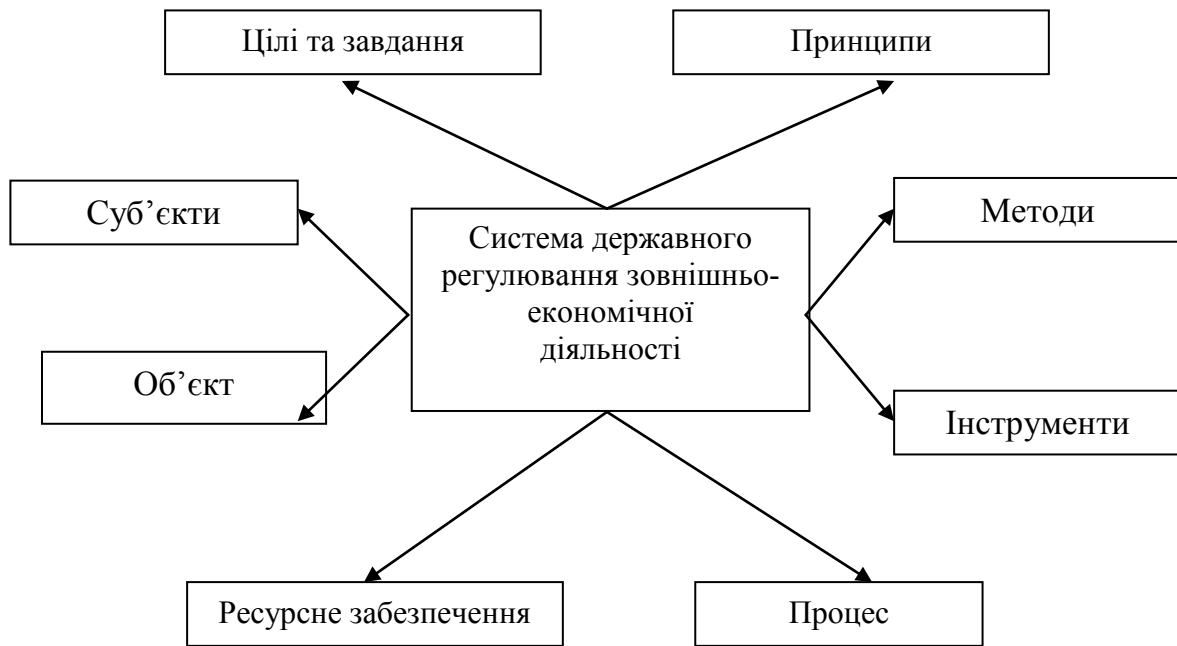 Цілі та завдання
Принципи
Суб’єкти
Методи
Система державного
регулювання зовнішньо-
економічної
діяльності
Об’єкт
Інструменти
Ресурсне забезпечення
Процес